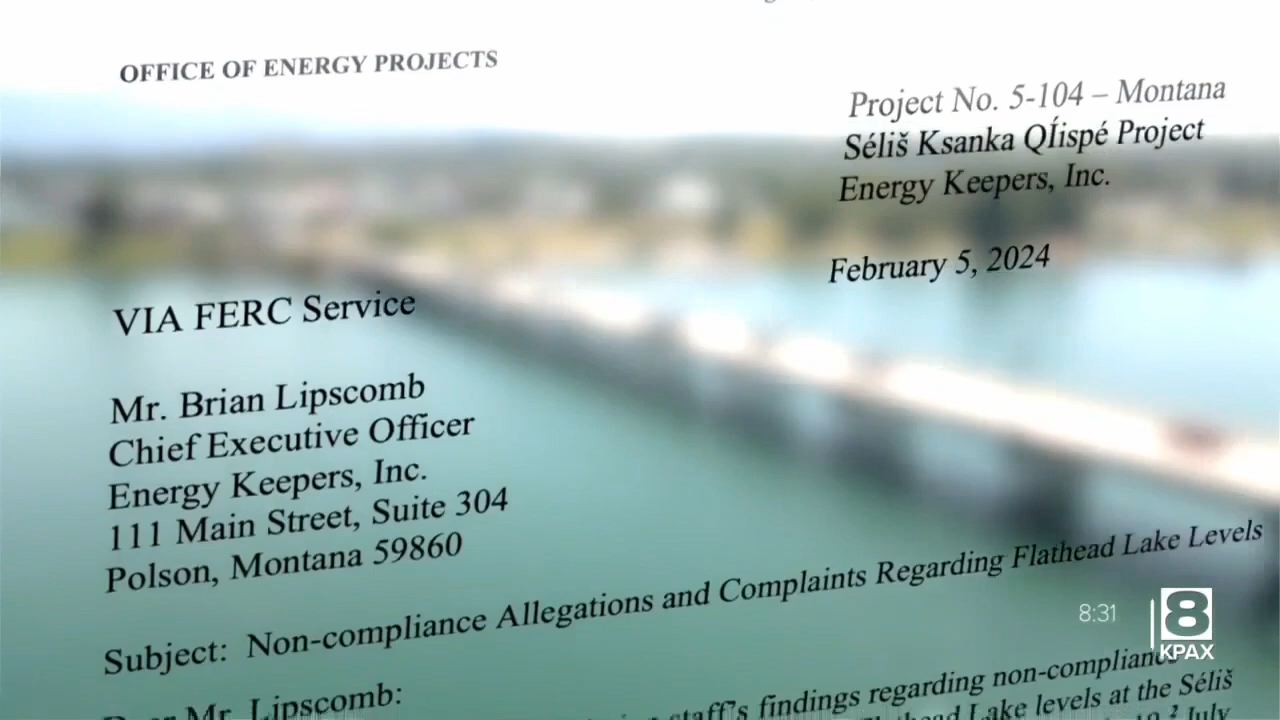 OFFICE OF ENERGY PROJECTS
Project No. 5-104 – Montana
Séliš Ksanka QÍispé Project
Energy Keepers, Inc.
February 5, 2024
VIA FERC Service
Mr. Brian Lipscomb
Chief Executive Officer
Energy Keepers, Inc.
111 Main Street, Suite 304
Polson, Montana 59860
Subject: Non-compliance Allegations and Complaints Regarding Flathead Lake Levels
Mr. Lipscomb:
staff's findings regarding non-compliance
Lake levels at the Séliš
July
8:31
8
KPAX